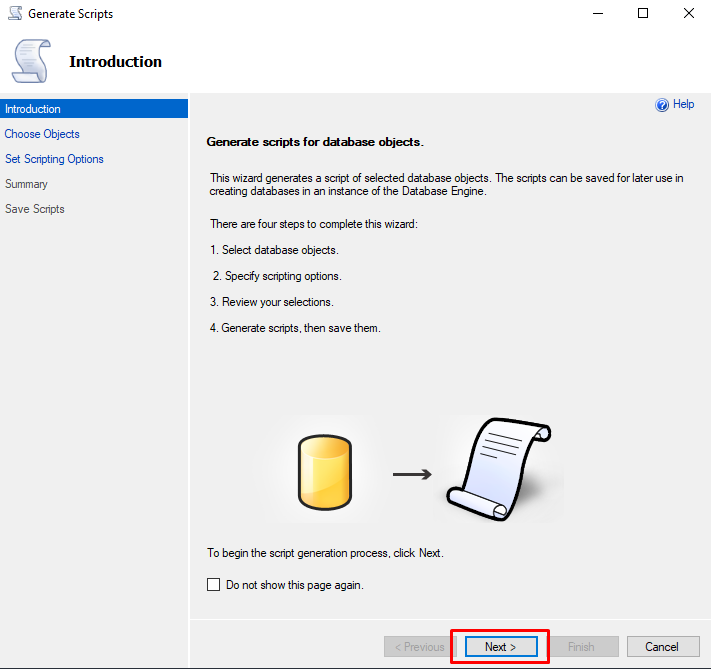 Generate Scripts
Introduction
Introduction
Choose Objects
Set Scripting Options
Summary
Save Scripts
Help
Generate scripts for database objects.
This wizard generates a script of selected database objects. The scripts can be saved for later use in
creating databases in an instance of the Database Engine.
There are four steps to complete this wizard:
1. Select database objects.
2. Specify scripting options.
3. Review your selections.
4. Generate scripts, then save them.
To begin the script generation process, click Next.
Do not show this page again.
< Previous
Next >
Finish
Cancel